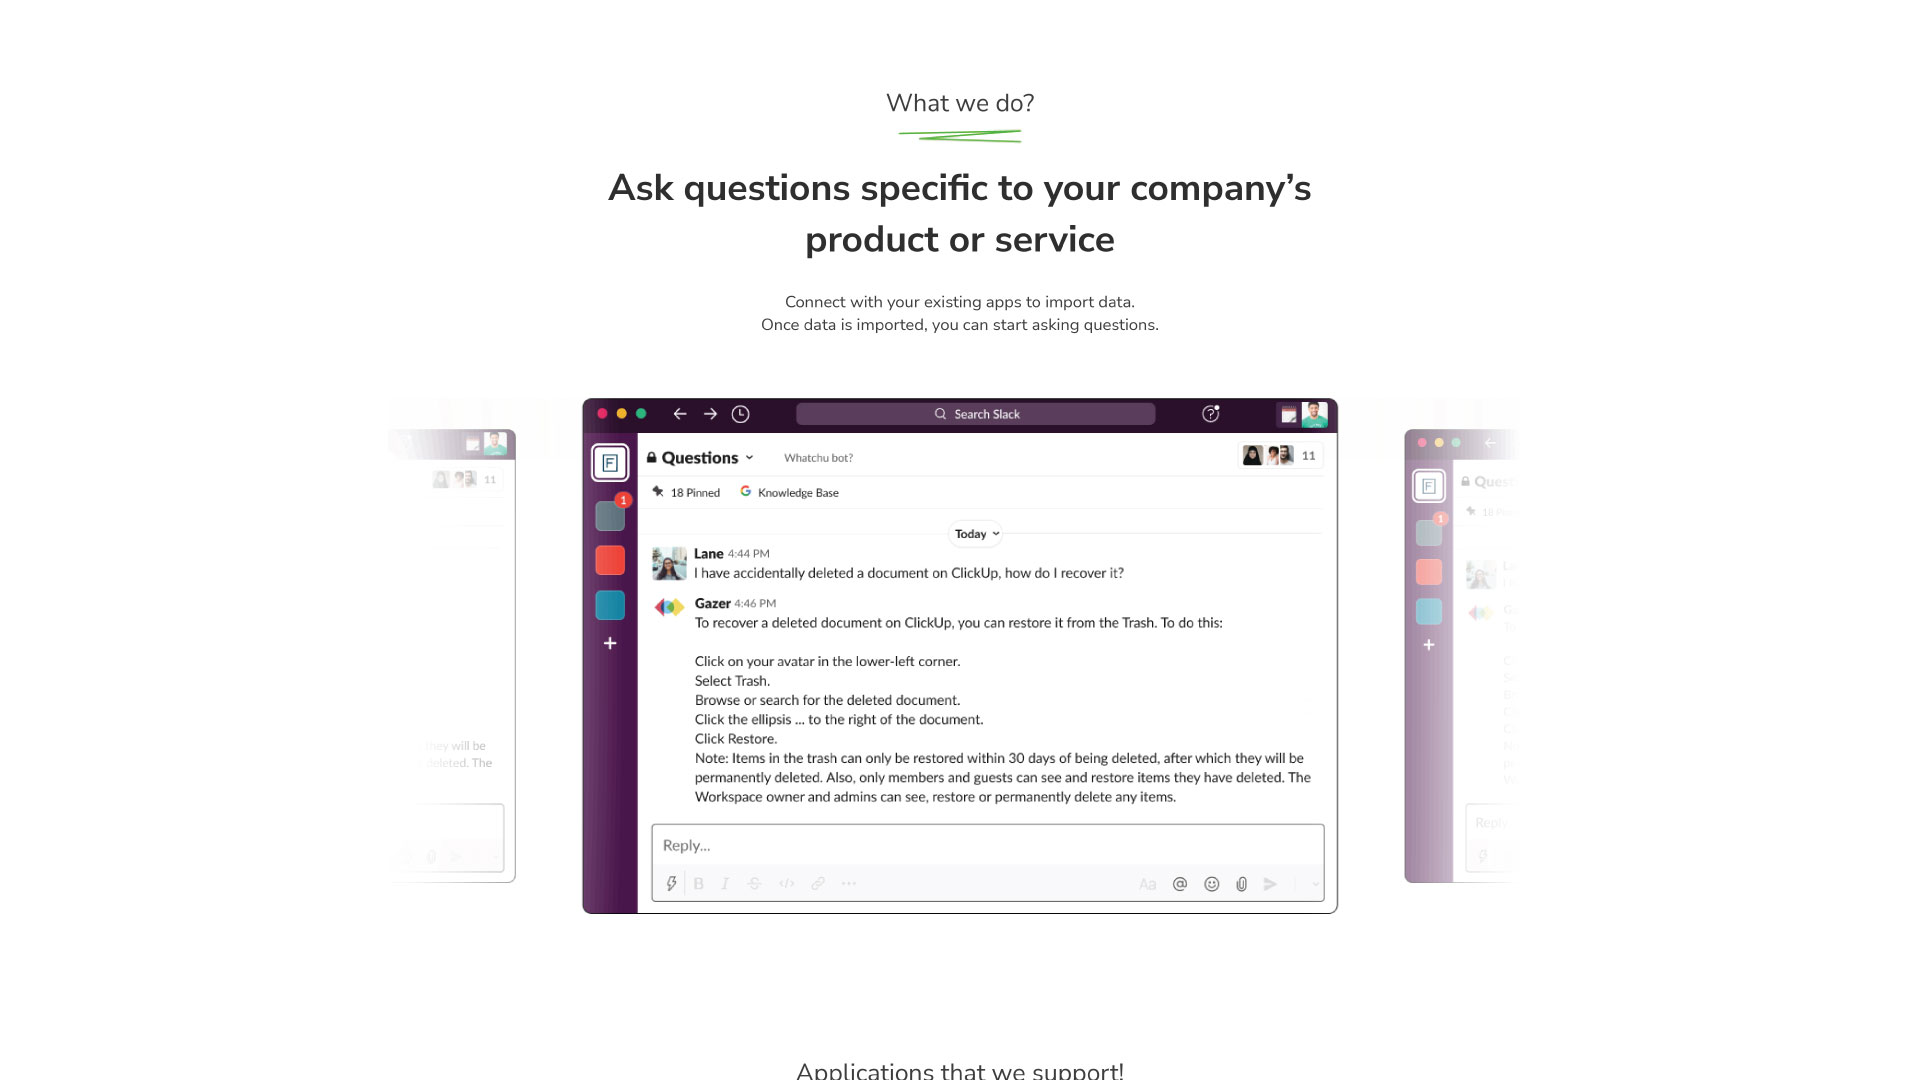 What we do?
Ask questions specific to your company’s
product or service
Connect with your existing apps to import data.
Once data is imported, you can start asking questions.
Search Slack
F
Questions
Whatchu bot?
11
18 Pinned
Knowledge Base
1
Today
Lane 4:44 PM
I have accidentally deleted a document on ClickUp, how do I recover it?
Gazer 4:46 PM
To recover a deleted document on ClickUp, you can restore it from the Trash. To do this:
Click on your avatar in the lower-left corner.
Select Trash.
Browse or search for the deleted document.
Click the ellipsis ... to the right of the document.
Click Restore.
Note: Items in the trash can only be restored within 30 days of being deleted, after which they will be
permanently deleted. Also, only members and guests can see and restore items they have deleted. The
Workspace owner and admins can see, restore or permanently delete any items.
Reply...
B I S </> Aa @
11
they will be
deleted. The
F
Quest
1
18
Reply
Applications that we support!